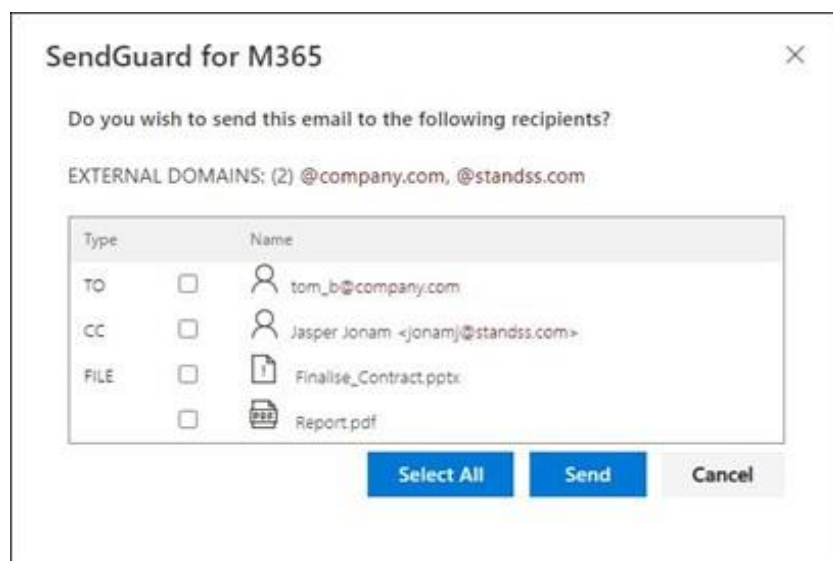 SendGuard for M365
Do you wish to send this email to the following recipients?
EXTERNAL DOMAINS: (2) @company.com, @standss.com
Type Name
TO tom_b@company.com
CC Jasper Jonam <jonamj@standss.com>
FILE Finalise_Contract.pptx
PDF Report.pdf
Select All Send Cancel